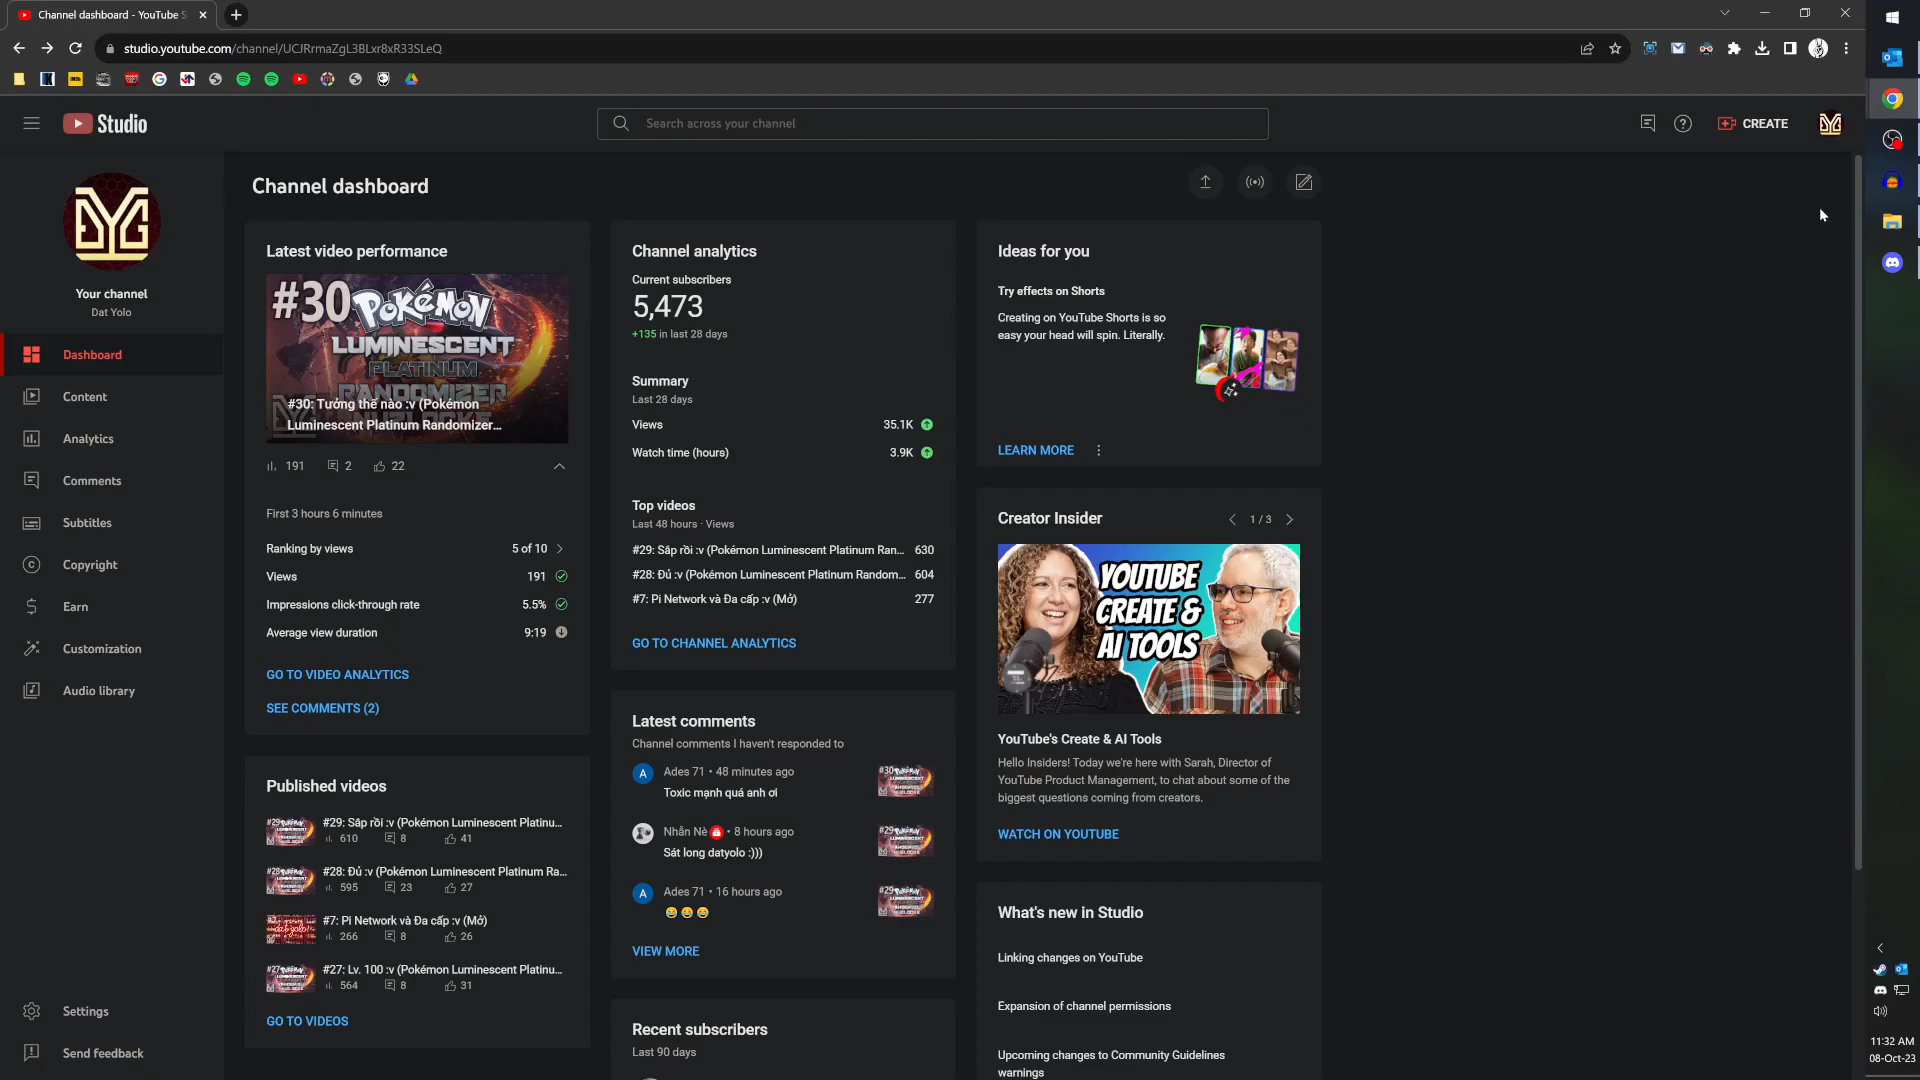 Channel dashboard - YouTube S
studio.youtube.com/channel/UCJRrmaZgL3BLxr8xR33SLeQ
Studio
Search across your channel
CREATE
Your channel
Dat Yolo
Dashboard
Content
Analytics
Comments
Subtitles
Copyright
Earn
Customization
Audio library
Settings
Send feedback
Channel dashboard
Latest video performance
#30 POKÉMON
LUMINESCENT
PLATINUM
RANDOMIZER
NUZLOCKE
#30: Tưởng thế nào :v (Pokémon
Luminescent Platinum Randomizer...
191 2 22
First 3 hours 6 minutes
Ranking by views 5 of 10
Views 191
Impressions click-through rate 5.5%
Average view duration 9:19
GO TO VIDEO ANALYTICS
SEE COMMENTS (2)
Published videos
#29: Sắp rồi :v (Pokémon Luminescent Platinu...
610 8 41
#28: Đủ :v (Pokémon Luminescent Platinum Ra...
595 23 27
#7: Pi Network và Đa cấp :v (Mở)
266 8 26
#27: Lv. 100 :v (Pokémon Luminescent Platinu...
564 8 31
GO TO VIDEOS
Channel analytics
Current subscribers
5,473
+135 in last 28 days
Summary
Last 28 days
Views 35.1K
Watch time (hours) 3.9K
Top videos
Last 48 hours · Views
#29: Sắp rồi :v (Pokémon Luminescent Platinum Ran... 630
#28: Đủ :v (Pokémon Luminescent Platinum Random... 604
#7: Pi Network và Đa cấp :v (Mở) 277
GO TO CHANNEL ANALYTICS
Latest comments
Channel comments I haven't responded to
A Ades 71 • 48 minutes ago
Toxic mạnh quá anh ơi
Nhẫn Nè • 8 hours ago
Sát long datyolo :)))
A Ades 71 • 16 hours ago
VIEW MORE
Recent subscribers
Last 90 days
Ideas for you
Try effects on Shorts
Creating on YouTube Shorts is so
easy your head will spin. Literally.
LEARN MORE
Creator Insider 1 / 3
YOUTUBE
CREATE &
AI TOOLS
YouTube's Create & AI Tools
Hello Insiders! Today we're here with Sarah, Director of
YouTube Product Management, to chat about some of the
biggest questions coming from creators.
WATCH ON YOUTUBE
What's new in Studio
Linking changes on YouTube
Expansion of channel permissions
Upcoming changes to Community Guidelines
warnings
11:32 AM
08-Oct-23